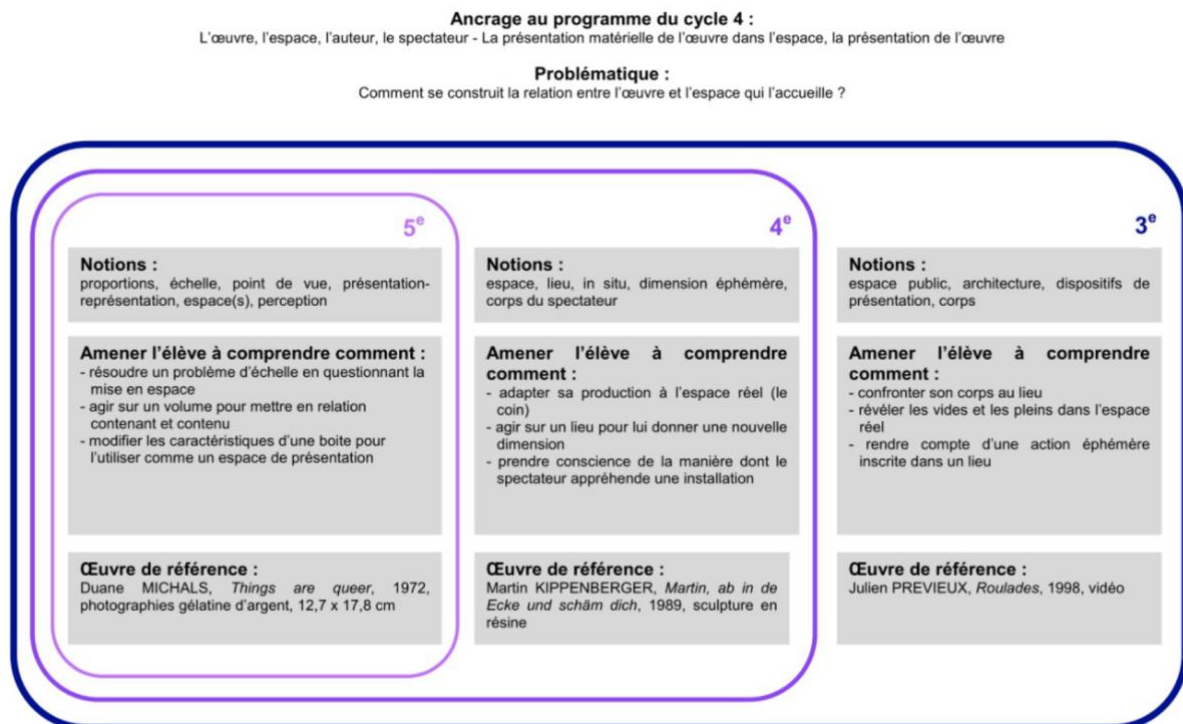 Ancrage au programme du cycle 4 :
L'œuvre, l'espace, l'auteur, le spectateur - La présentation matérielle de l'œuvre dans l'espace, la présentation de l'œuvre
Problématique :
Comment se construit la relation entre l'œuvre et l'espace qui l'accueille ?
5e
Notions :
proportions, échelle, point de vue, présentation-
représentation, espace(s), perception
Amener l'élève à comprendre comment :
- résoudre un problème d'échelle en questionnant la
mise en espace
- agir sur un volume pour mettre en relation
contenant et contenu
- modifier les caractéristiques d'une boite pour
l'utiliser comme un espace de présentation
Œuvre de référence :
Duane MICHALS, Things are queer, 1972,
photographies gélatine d'argent, 12,7 x 17,8 cm
4e
Notions :
espace, lieu, in situ, dimension éphémère,
corps du spectateur
Amener l'élève à comprendre
comment :
- adapter sa production à l'espace réel (le
coin)
- agir sur un lieu pour lui donner une nouvelle
dimension
- prendre conscience de la manière dont le
spectateur appréhende une installation
Œuvre de référence :
Martin KIPPENBERGER, Martin, ab in de
Ecke und schäm dich, 1989, sculpture en
résine
3e
Notions :
espace public, architecture, dispositifs de
présentation, corps
Amener l'élève à comprendre
comment :
- confronter son corps au lieu
- révéler les vides et les pleins dans l'espace
réel
- rendre compte d'une action éphémère
inscrite dans un lieu
Œuvre de référence :
Julien PREVIEUX, Roulades, 1998, vidéo